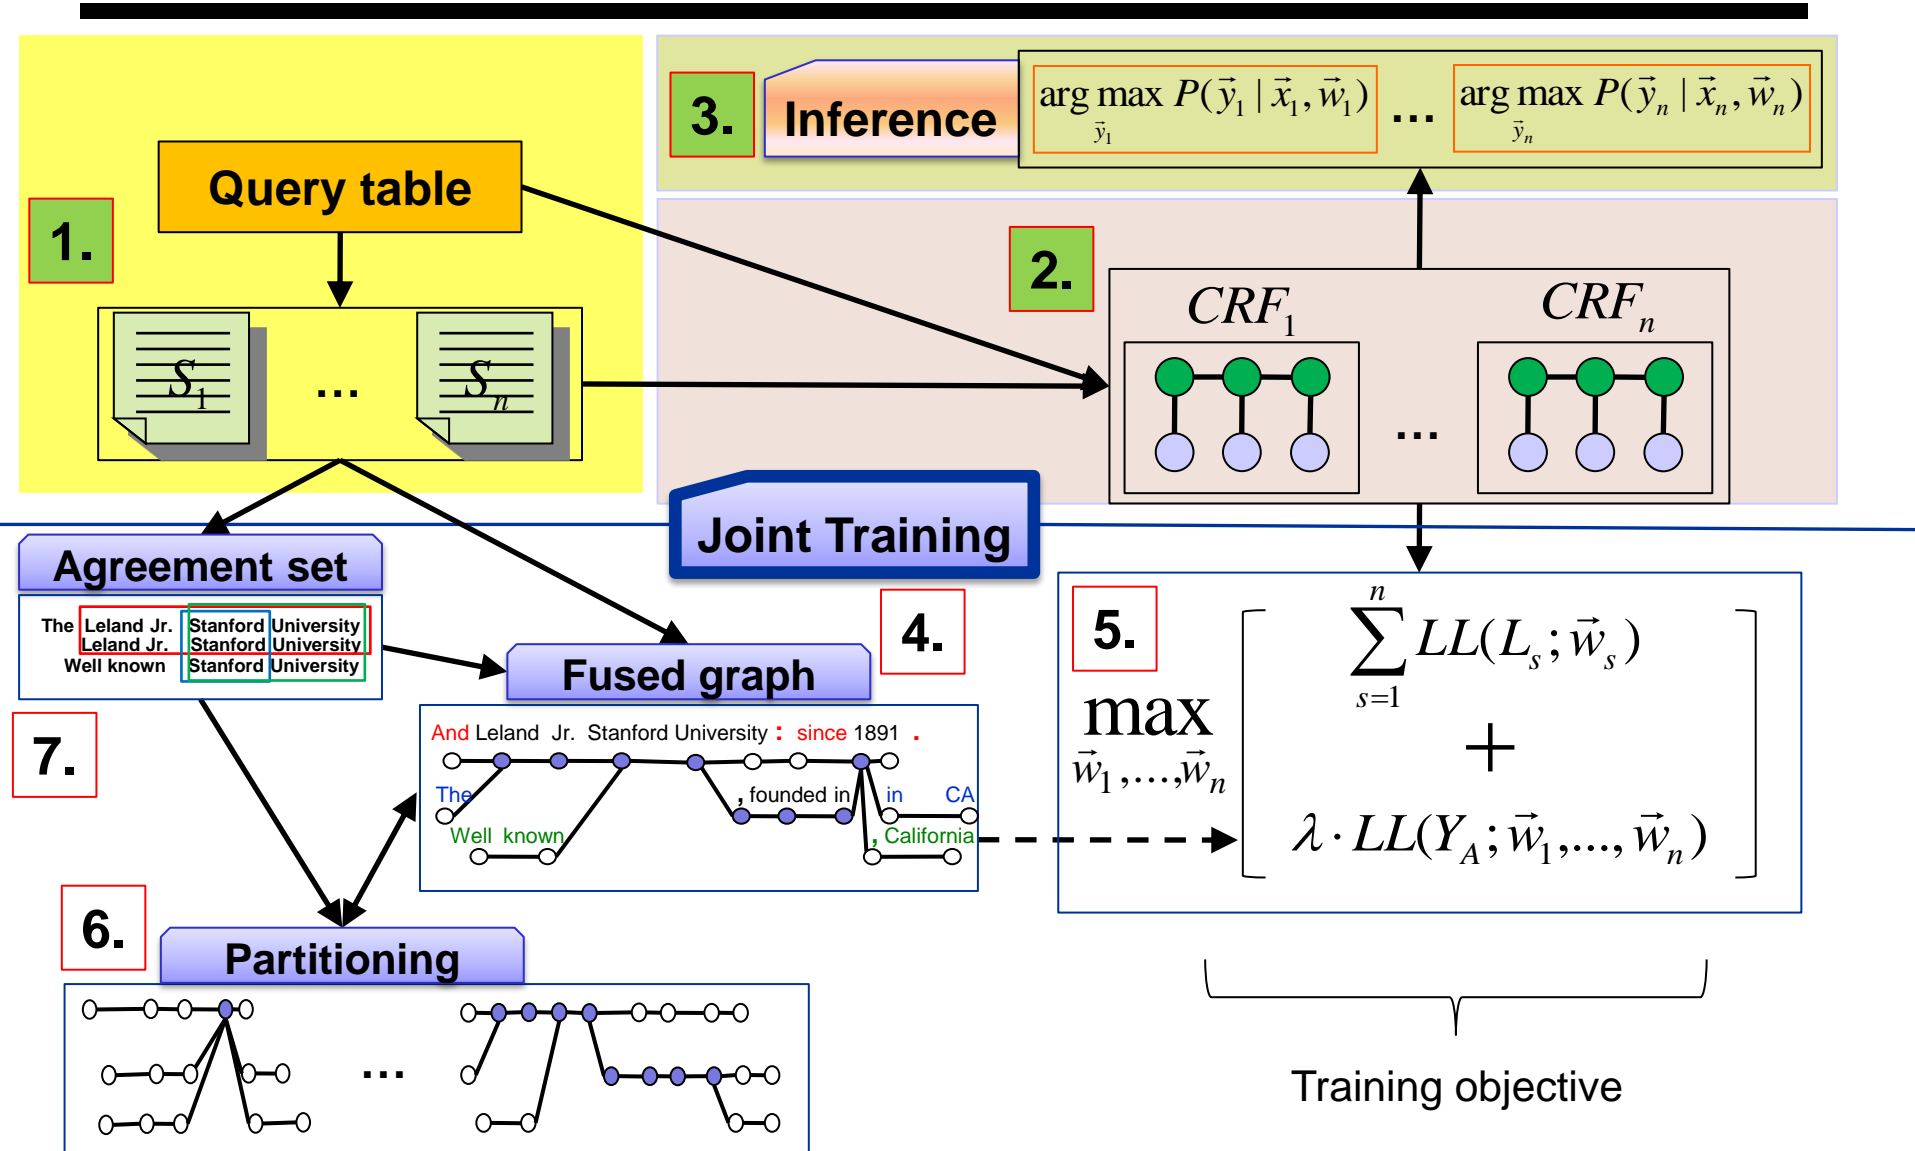 3.
Inference
arg max P(y⃗₁ | x⃗₁, w⃗₁)
y⃗₁
...
arg max P(y⃗ₙ | x⃗ₙ, w⃗ₙ)
y⃗ₙ
Query table
1.
2.
S₁
...
Sₙ
CRF₁
CRFₙ
...
Joint Training
Agreement set
The Leland Jr. Stanford University
Leland Jr. Stanford University
Well known Stanford University
4.
Fused graph
And Leland Jr. Stanford University : since 1891 .
The , founded in in CA
Well known , California
7.
5.
max
w⃗₁,...,w⃗ₙ
n
∑ LL(Lₛ; w⃗ₛ)
s=1
+
λ · LL(Y_A; w⃗₁,..., w⃗ₙ)
6.
Partitioning
...
Training objective